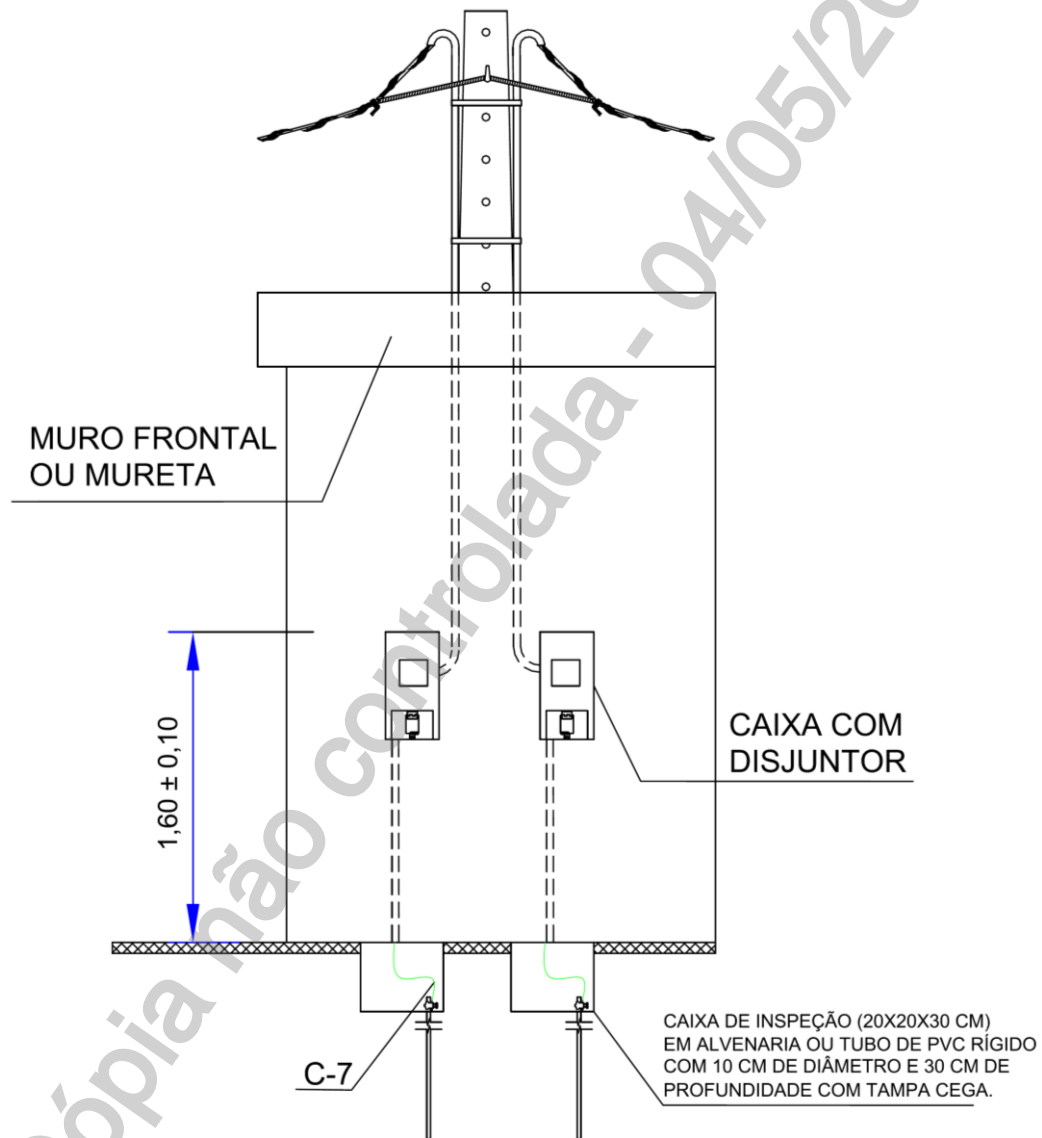 MURO FRONTAL
OU MURETA
1,60 ± 0,10
CAIXA COM
DISJUNTOR
C-7
CAIXA DE INSPEÇÃO (20X20X30 CM)
EM ALVENARIA OU TUBO DE PVC RÍGIDO
COM 10 CM DE DIÂMETRO E 30 CM DE
PROFUNDIDADE COM TAMPA CEGA.
ópia não controlada - 04/05/20